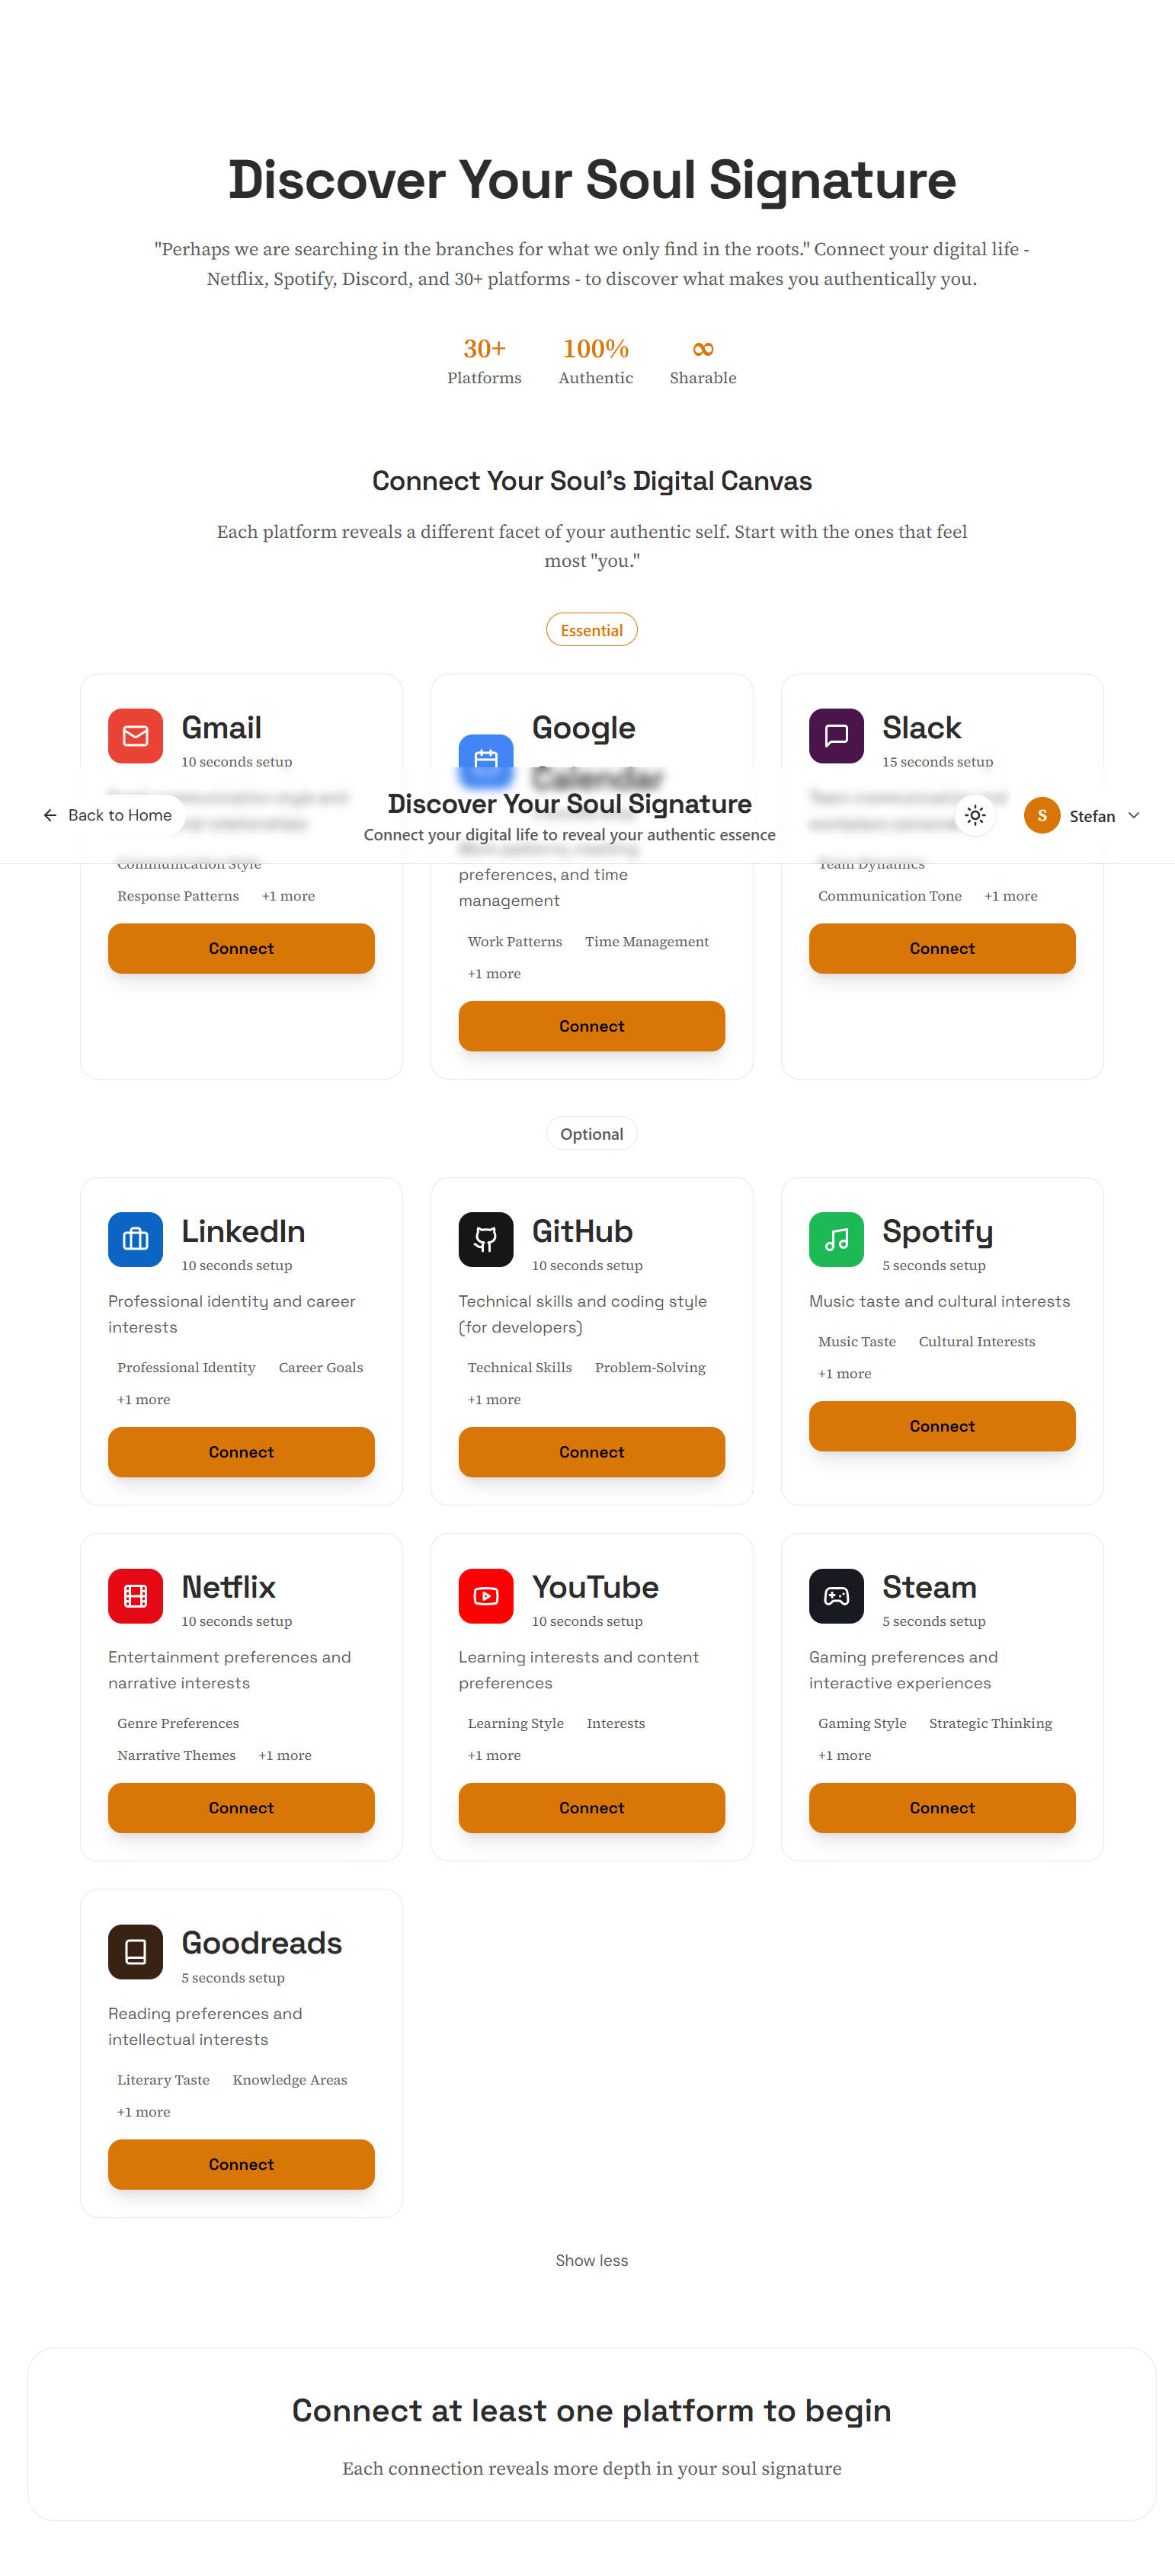 Discover Your Soul Signature
"Perhaps we are searching in the branches for what we only find in the roots." Connect your digital life -
Netflix, Spotify, Discord, and 30+ platforms - to discover what makes you authentically you.
30+
Platforms
100%
Authentic
∞
Sharable
Connect Your Soul's Digital Canvas
Each platform reveals a different facet of your authentic self. Start with the ones that feel
most "you."
Essential
Gmail
10 seconds setup
Google
Calendar
Slack
15 seconds setup
Back to Home
Discover Your Soul Signature
Connect your digital life to reveal your authentic essence
S
Stefan
Communication Style
Response Patterns
+1 more
Connect
preferences, and time
management
Work Patterns
Time Management
+1 more
Connect
Team Dynamics
Communication Tone
+1 more
Connect
Optional
LinkedIn
10 seconds setup
Professional identity and career
interests
Professional Identity
Career Goals
+1 more
Connect
GitHub
10 seconds setup
Technical skills and coding style
(for developers)
Technical Skills
Problem-Solving
+1 more
Connect
Spotify
5 seconds setup
Music taste and cultural interests
Music Taste
Cultural Interests
+1 more
Connect
Netflix
10 seconds setup
Entertainment preferences and
narrative interests
Genre Preferences
Narrative Themes
+1 more
Connect
YouTube
10 seconds setup
Learning interests and content
preferences
Learning Style
Interests
+1 more
Connect
Steam
5 seconds setup
Gaming preferences and
interactive experiences
Gaming Style
Strategic Thinking
+1 more
Connect
Goodreads
5 seconds setup
Reading preferences and
intellectual interests
Literary Taste
Knowledge Areas
+1 more
Connect
Show less
Connect at least one platform to begin
Each connection reveals more depth in your soul signature